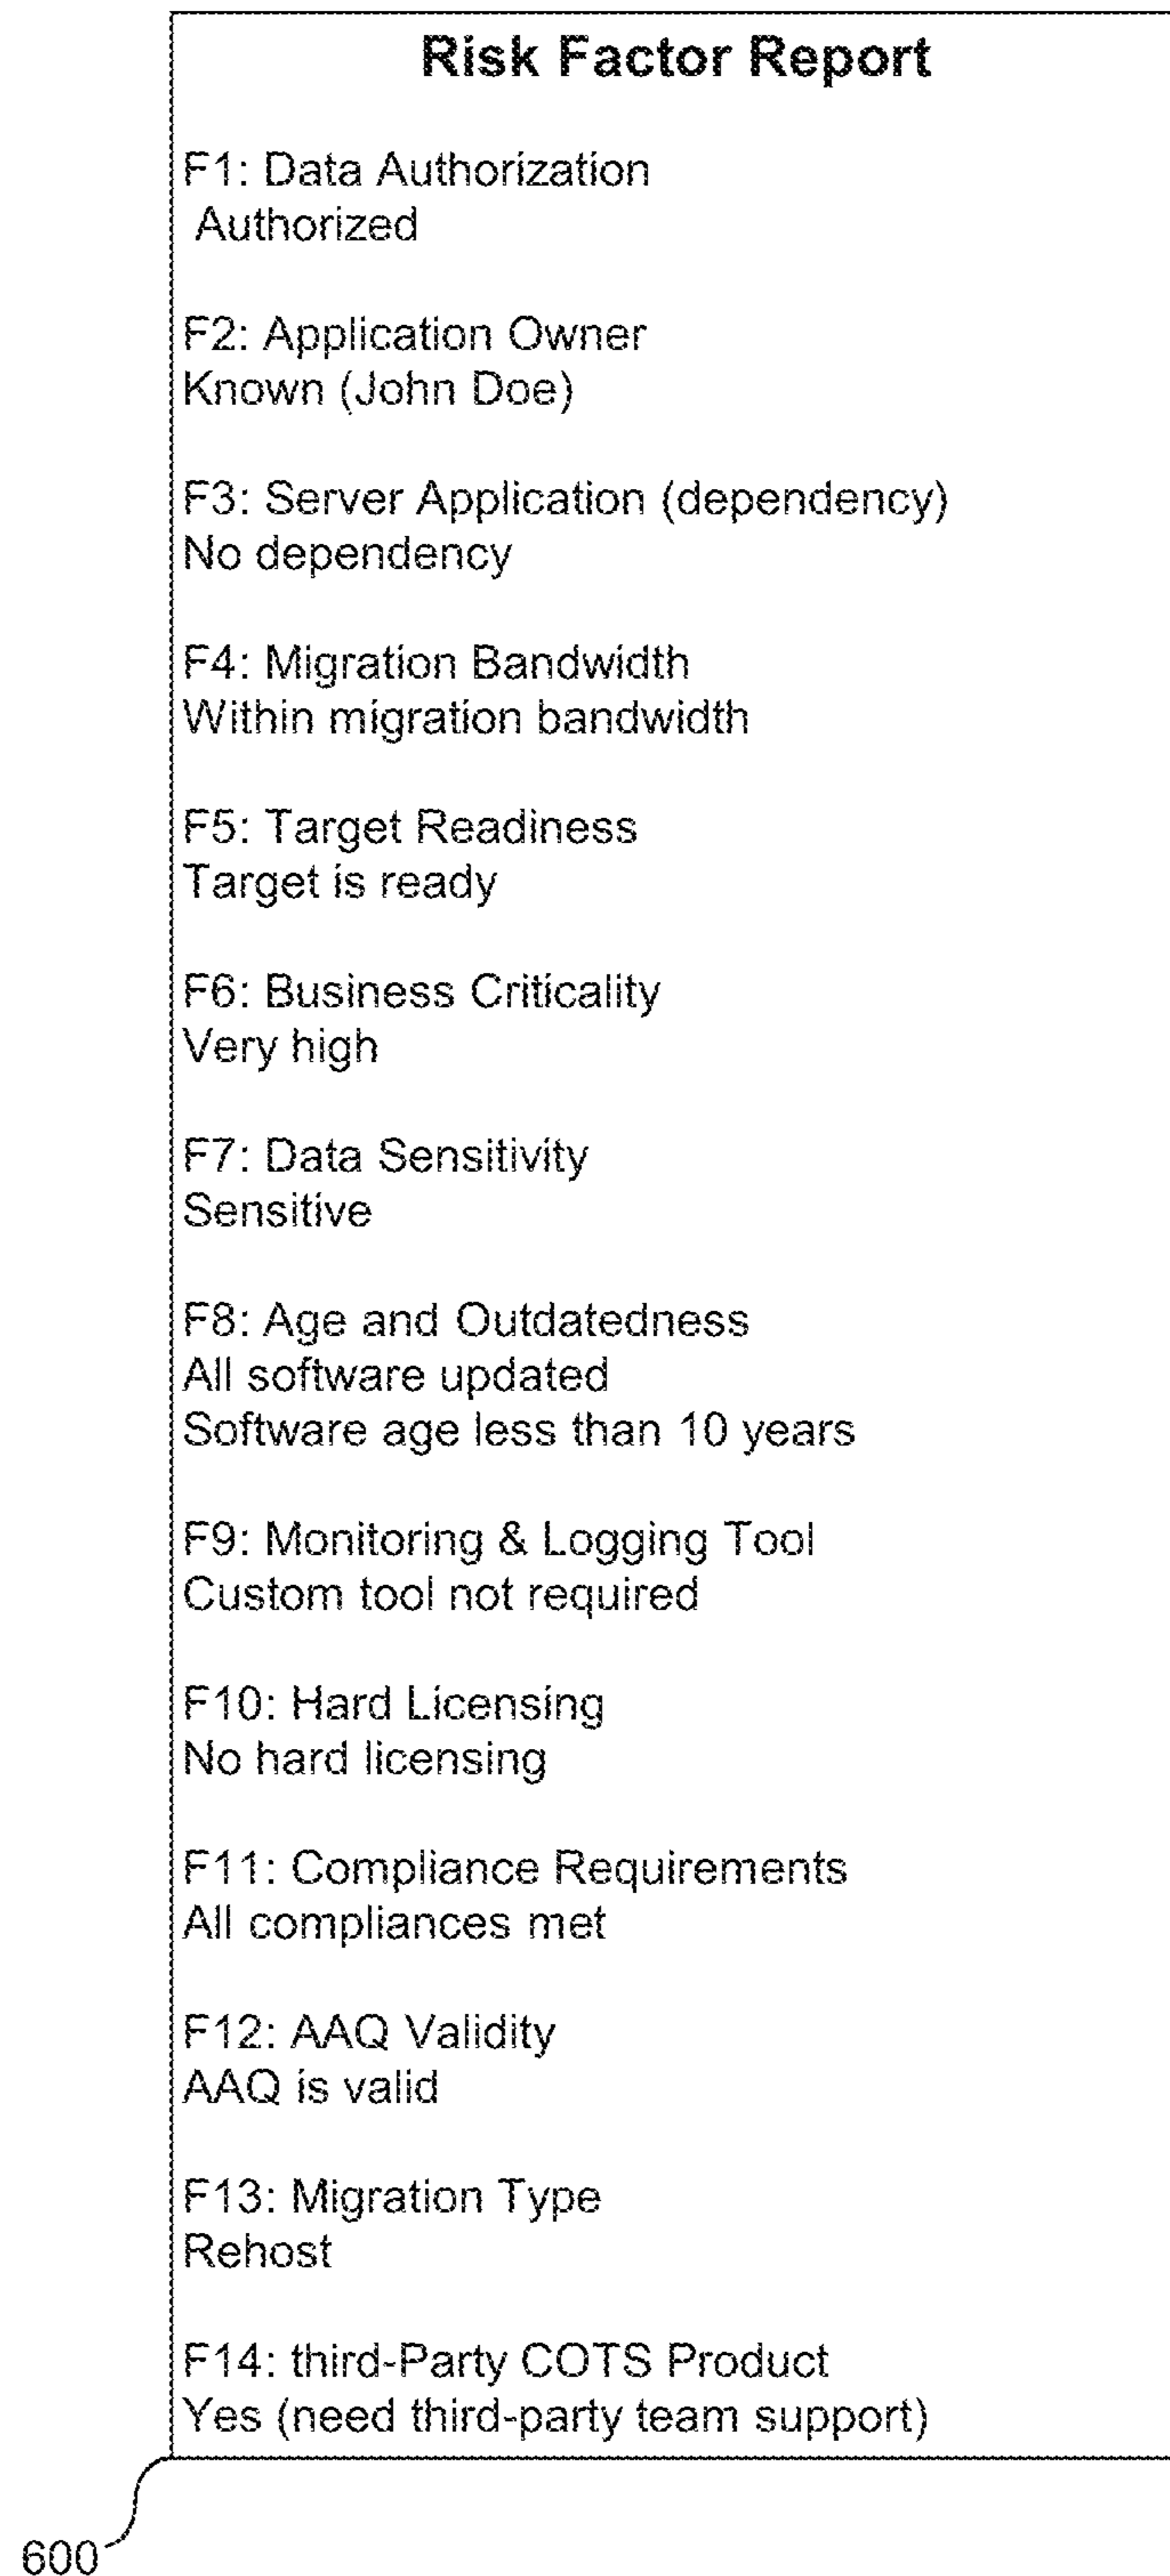 Risk Factor Report
F1: Data Authorization
Authorized
F2: Application Owner
Known (John Doe)
F3: Server Application (dependency)
No dependency
F4: Migration Bandwidth
Within migration bandwidth
F5: Target Readiness
Target is ready
F6: Business Criticality
Very high
F7: Data Sensitivity
Sensitive
F8: Age and Outdatedness
All software updated
Software age less than 10 years
F9: Monitoring & Logging Tool
Custom tool not required
F10: Hard Licensing
No hard licensing
F11: Compliance Requirements
All compliances met
F12: AAQ Validity
AAQ is valid
F13: Migration Type
Rehost
F14: third-Party COTS Product
Yes (need third-party team support)
600